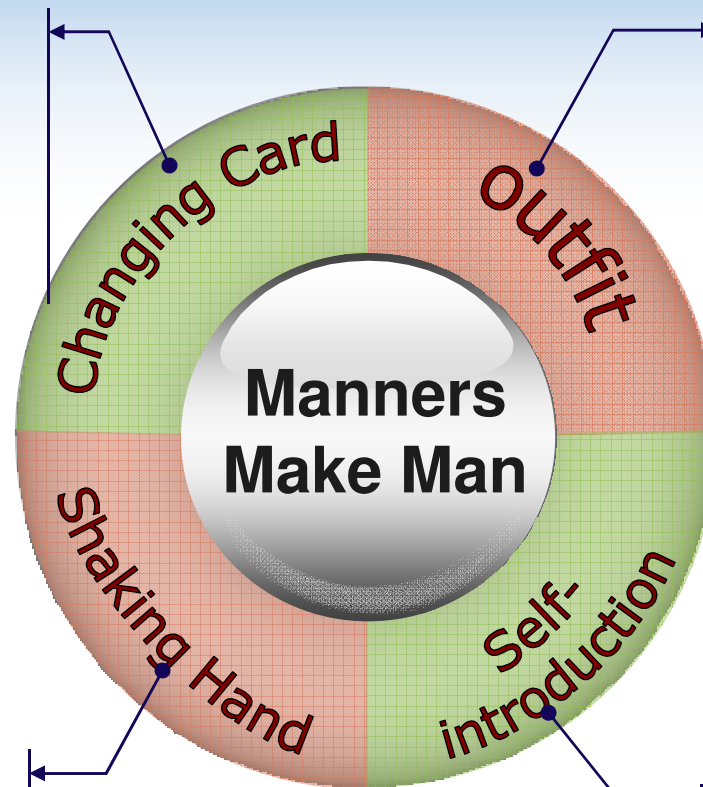 Changing Card
outfit
Manners
Make Man
Shaking Hand
Self-
introduction